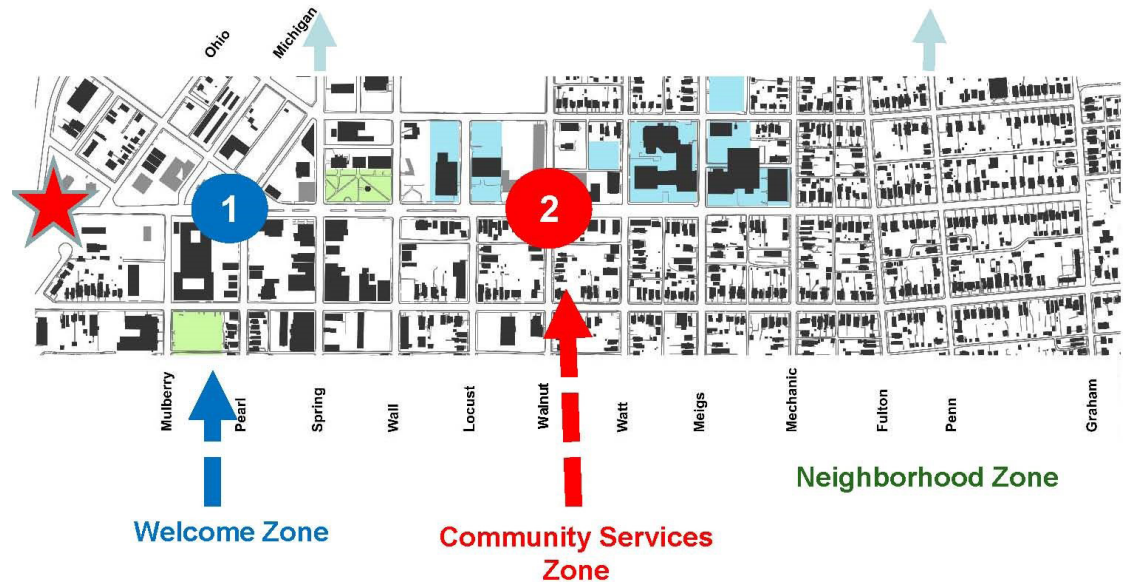 Ohio
Michigan
1
2
Mulberry
Pearl
Spring
Wall
Locust
Walnut
Watt
Meigs
Mechanic
Fulton
Penn
Graham
Neighborhood Zone
Welcome Zone
Community Services
Zone